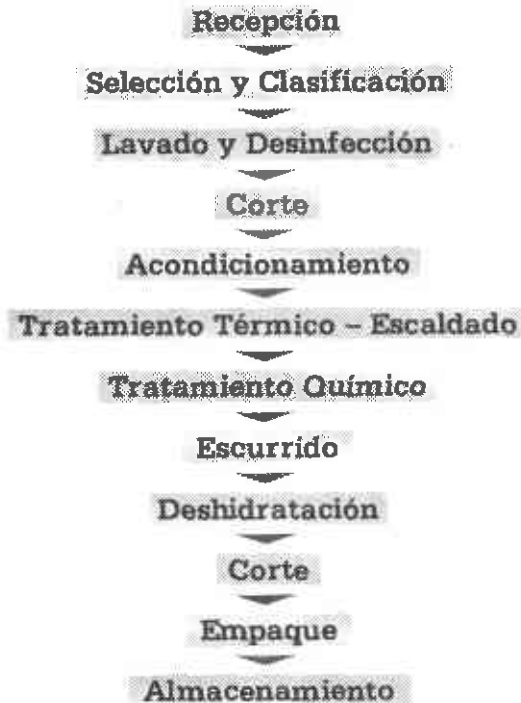 Recepción
Selección y Clasificación
Lavado y Desinfección
Corte
Acondicionamiento
Tratamiento Térmico – Escaldado
Tratamiento Químico
Escurrido
Deshidratación
Corte
Empaque
Almacenamiento